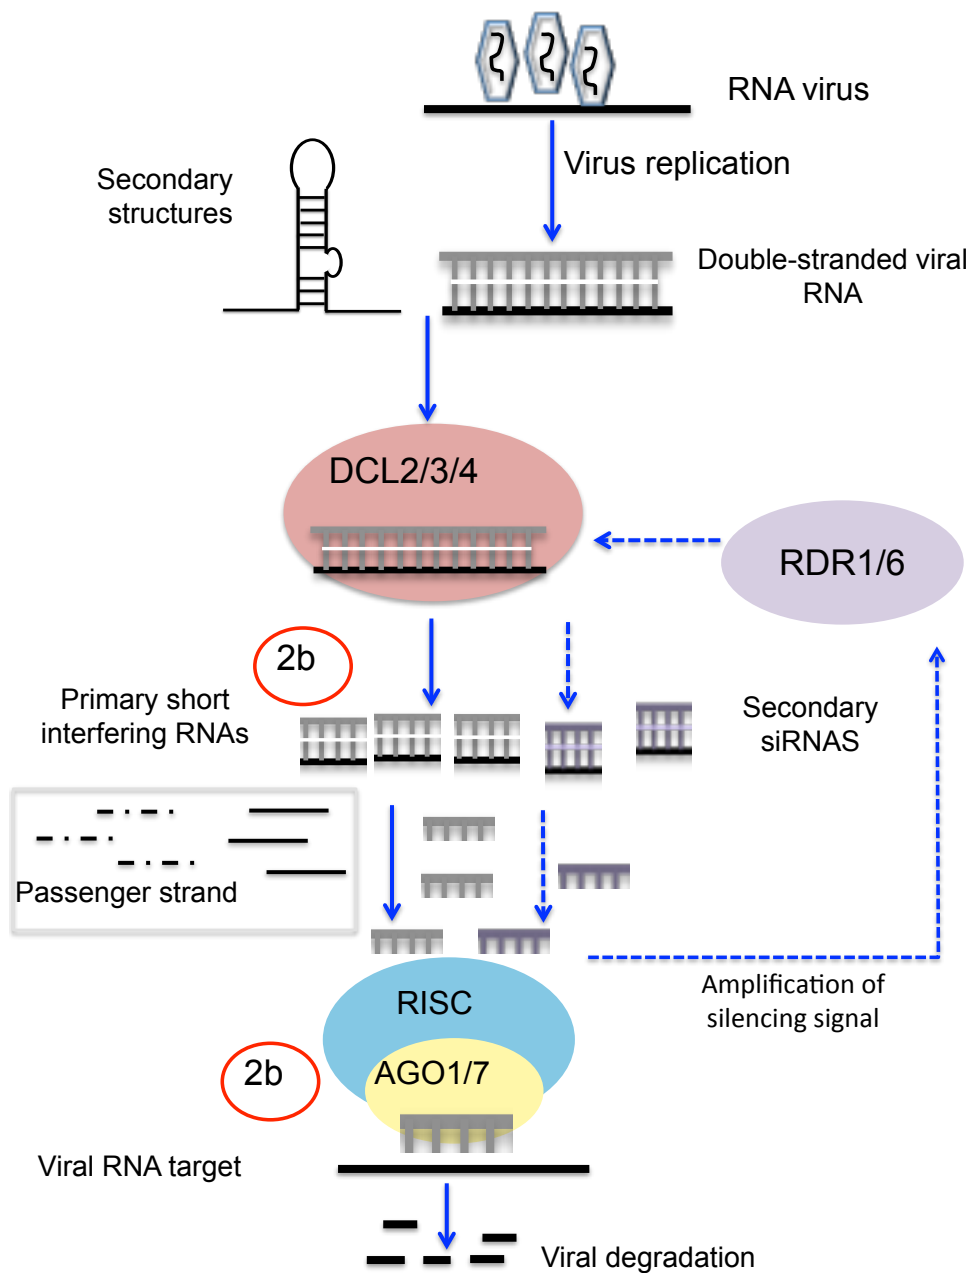 RNA virus
Virus replication
Secondary
structures
Double-stranded viral
RNA
DCL2/3/4
RDR1/6
2b
Primary short
interfering RNAs
Secondary
siRNAS
Passenger strand
RISC
Amplification of
silencing signal
AGO1/7
2b
Viral RNA target
Viral degradation